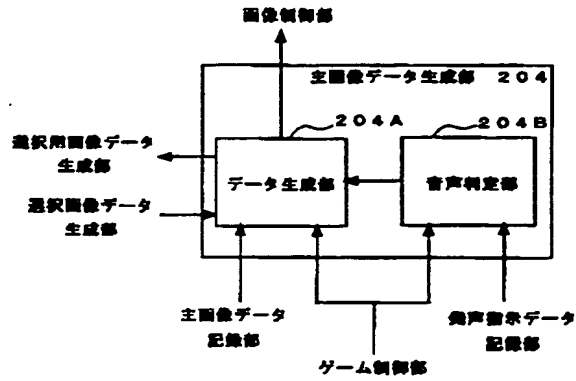 画像制御部
主画像データ生成部 204
204A
204B
選択用画像データ
生成部
データ生成部
音声判定部
選択画像データ
生成部
主画像データ
記録部
発声指示データ
記録部
ゲーム制御部